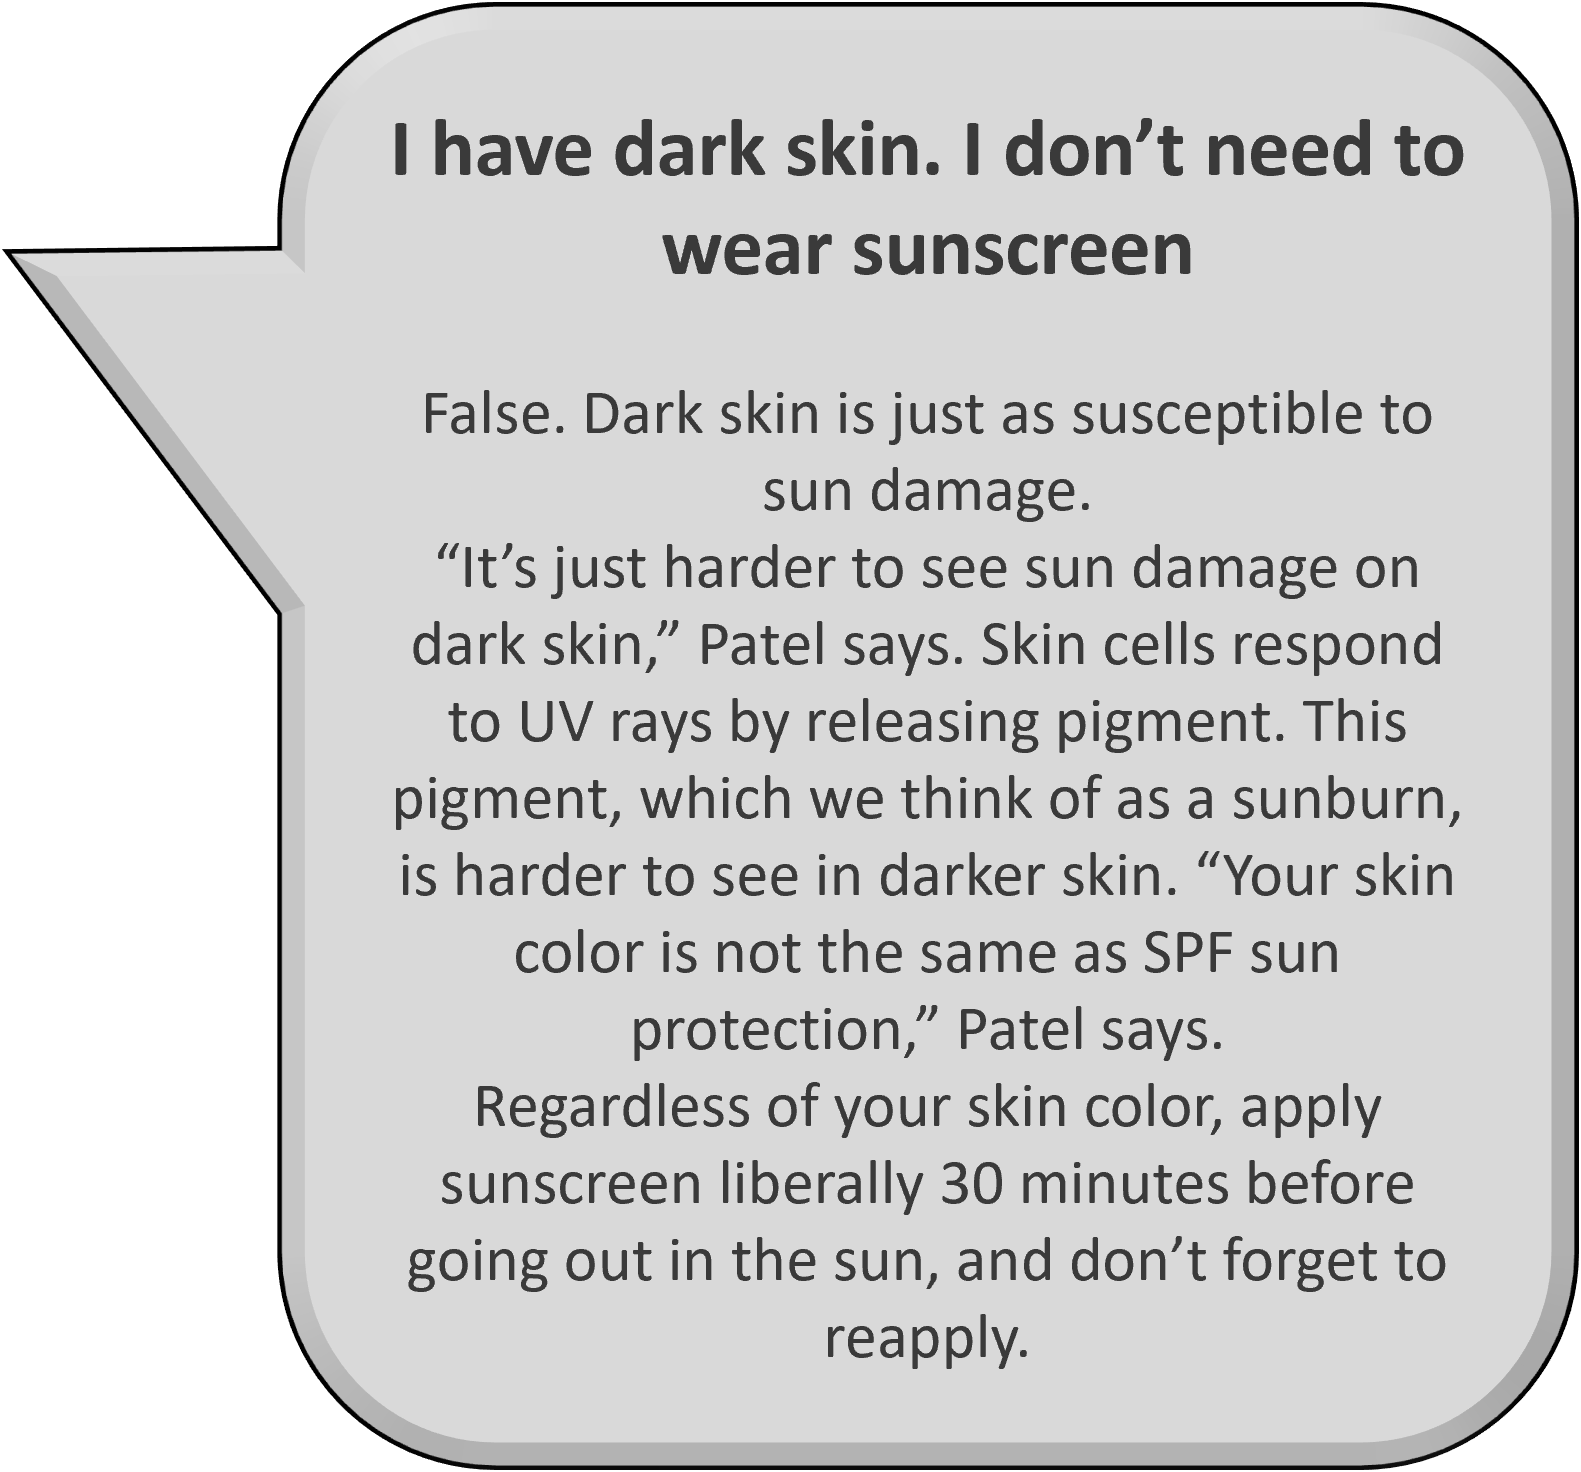 I have dark skin. I don’t need to
wear sunscreen
False. Dark skin is just as susceptible to
sun damage.
“It’s just harder to see sun damage on
dark skin,” Patel says. Skin cells respond
to UV rays by releasing pigment. This
pigment, which we think of as a sunburn,
is harder to see in darker skin. “Your skin
color is not the same as SPF sun
protection,” Patel says.
Regardless of your skin color, apply
sunscreen liberally 30 minutes before
going out in the sun, and don’t forget to
reapply.